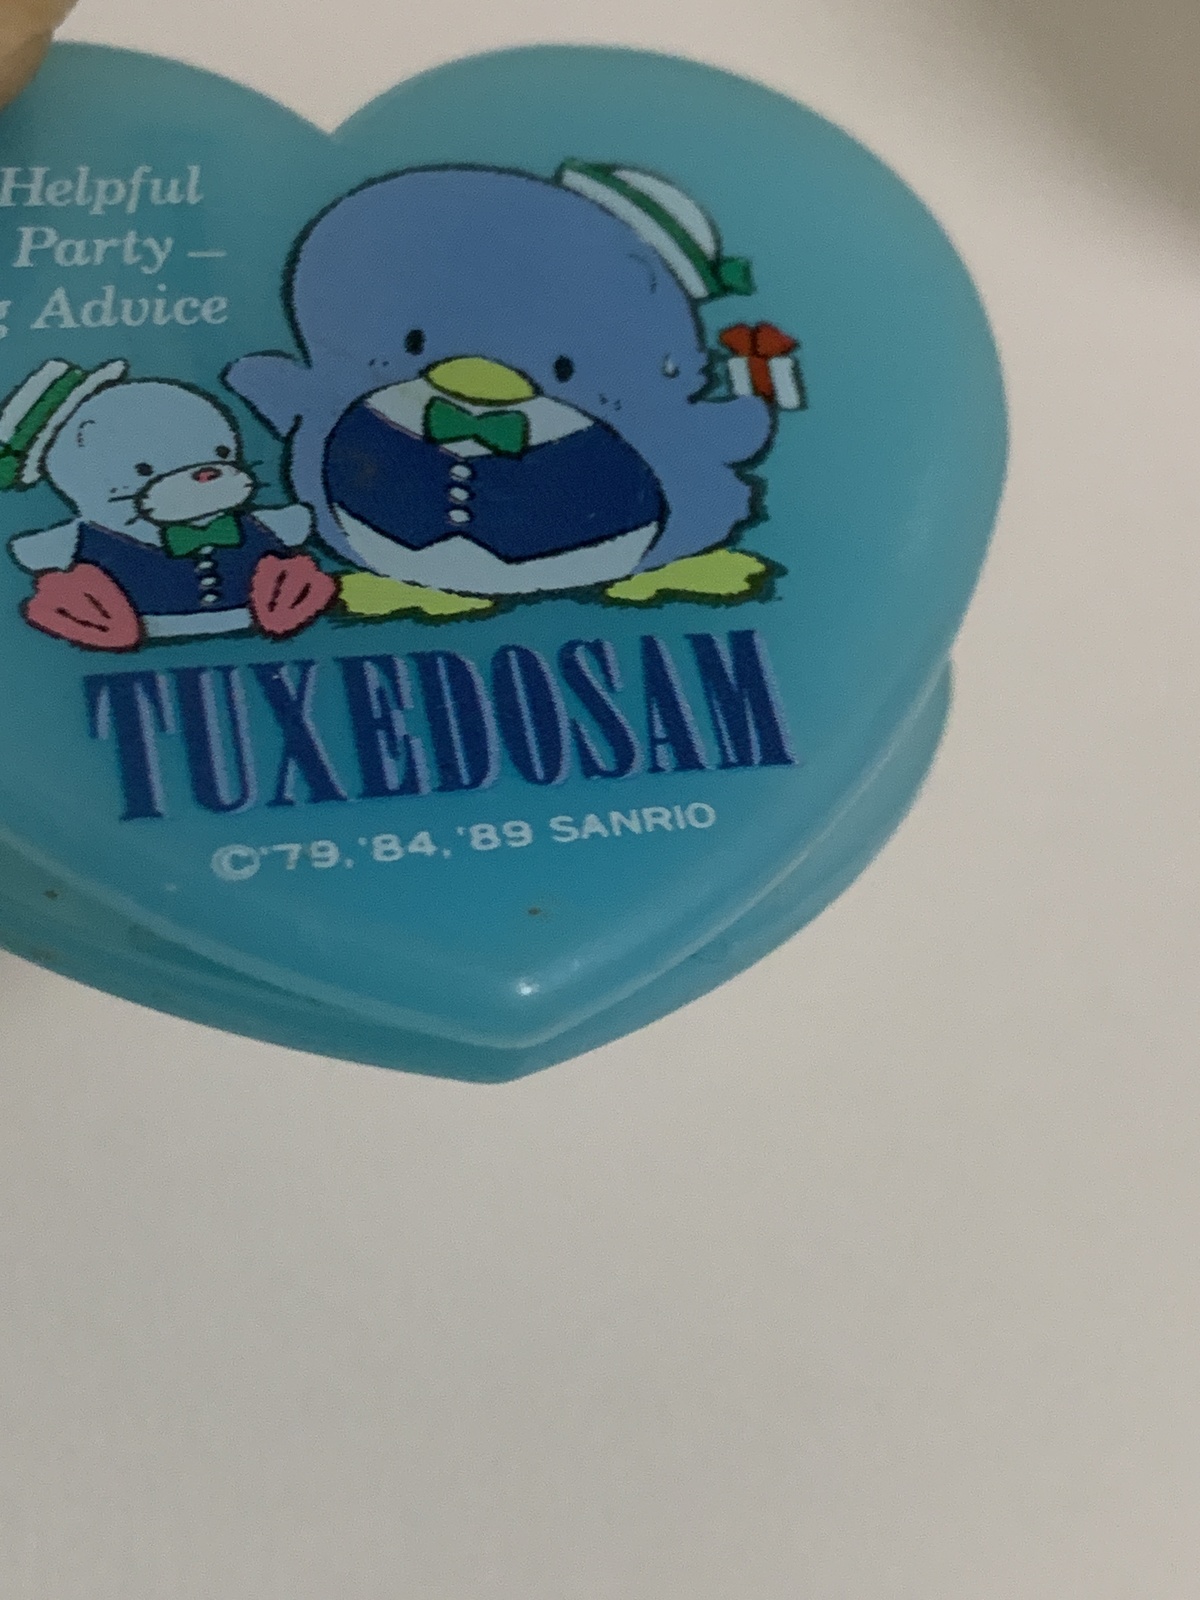 Helpful
Party –
g Advice
TUXEDOSAM
©'79,'84,'89 SANRIO